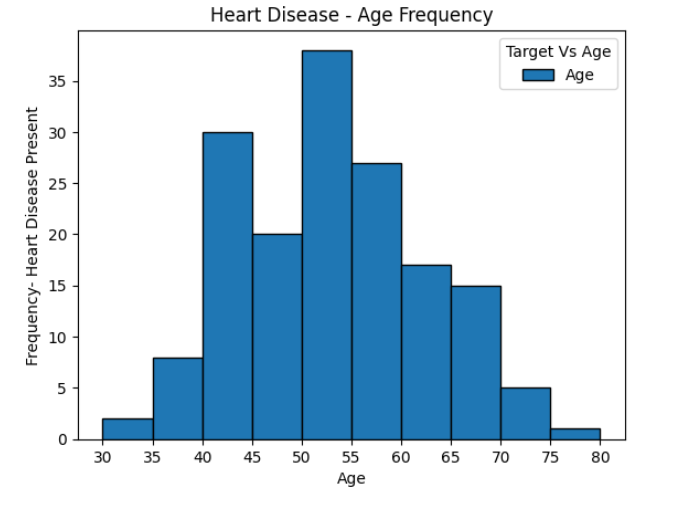 Heart Disease - Age Frequency
Target Vs Age
Age
Frequency- Heart Disease Present
35
30
25
20
15
10
5
0
30 35 40 45 50 55 60 65 70 75 80
Age